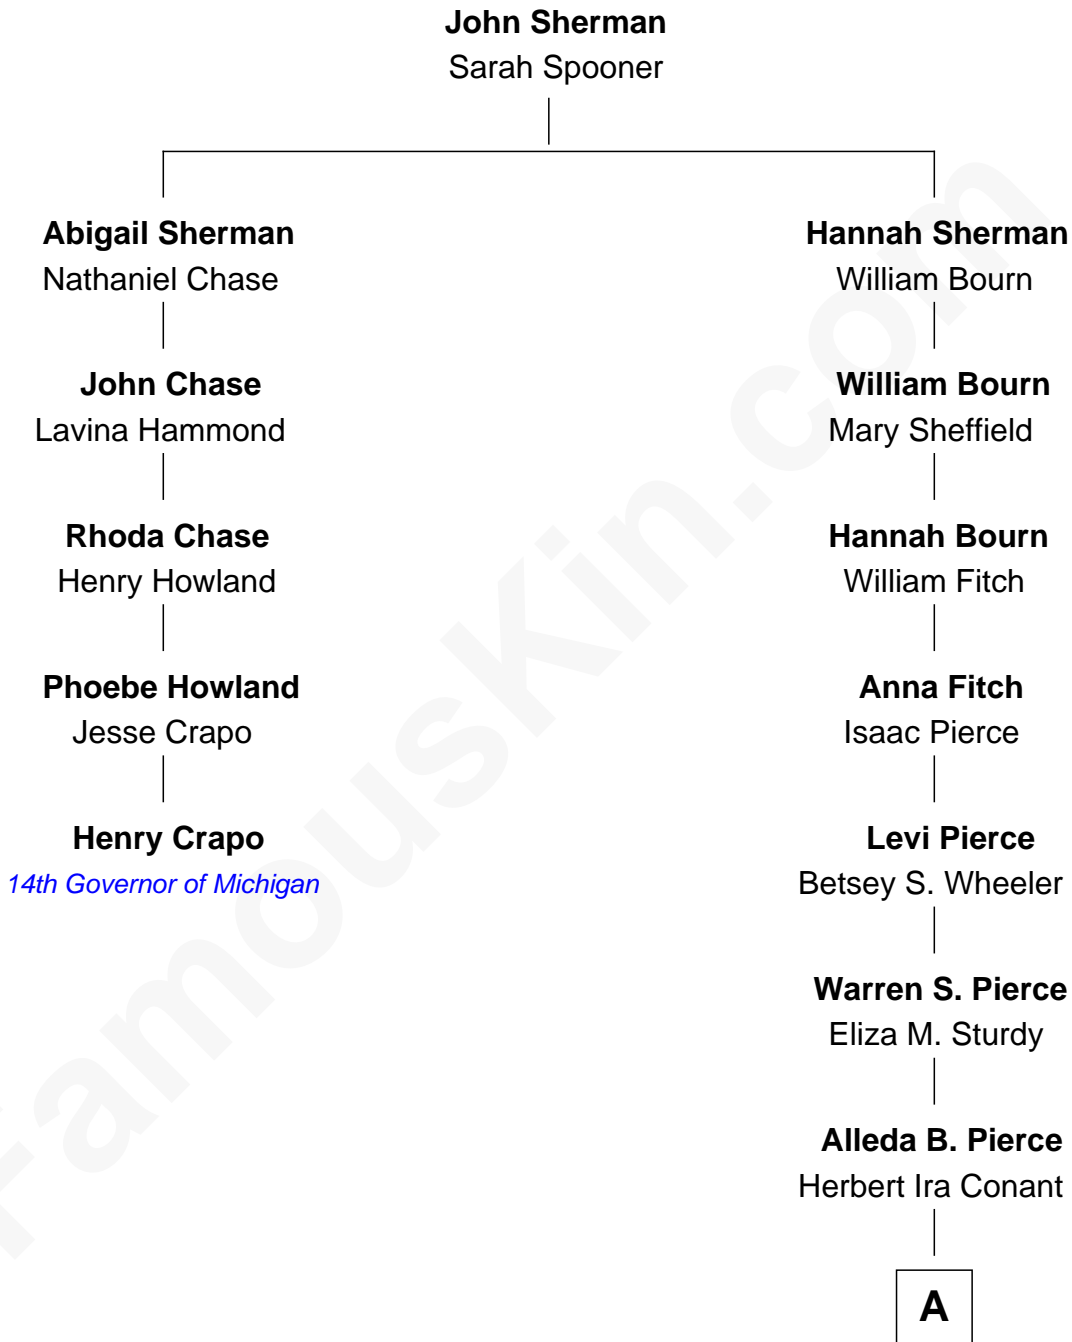 John Sherman
Sarah Spooner
Abigail Sherman
Nathaniel Chase
John Chase
Lavina Hammond
Rhoda Chase
Henry Howland
Phoebe Howland
Jesse Crapo
Henry Crapo
14th Governor of Michigan
Hannah Sherman
William Bourn
William Bourn
Mary Sheffield
Hannah Bourn
William Fitch
Anna Fitch
Isaac Pierce
Levi Pierce
Betsey S. Wheeler
Warren S. Pierce
Eliza M. Sturdy
Alleda B. Pierce
Herbert Ira Conant
A
FamousKin.com